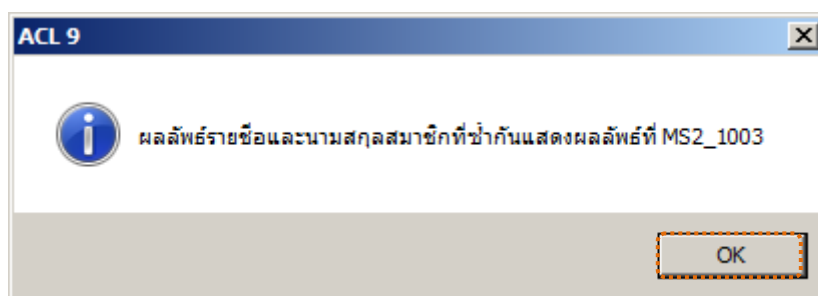 ACL 9
ผลลัพธ์รายชื่อและนามสกุลสมาชิกที่ซ้ำกันแสดงผลลัพธ์ที่ MS2_1003
OK